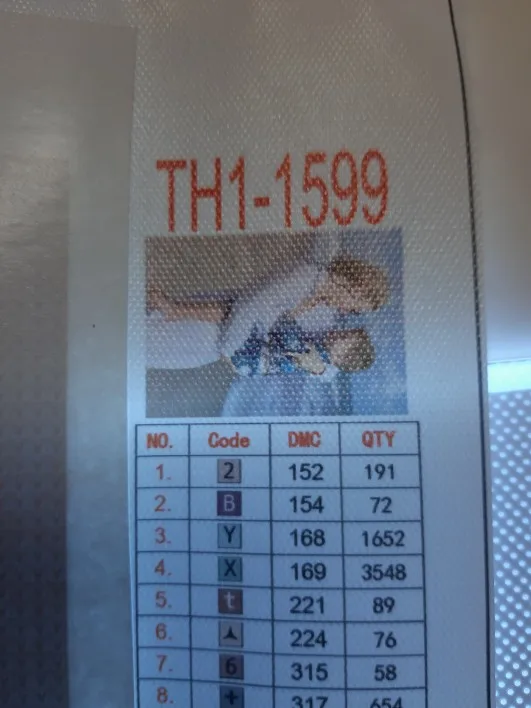 TH1-1599
NO. Code DMC QTY
1. 2 152 191
2. B 154 72
3. Y 168 1652
4. X 169 3548
5. t 221 89
6. ⅄ 224 76
7. 6 315 58
8. + 317 654